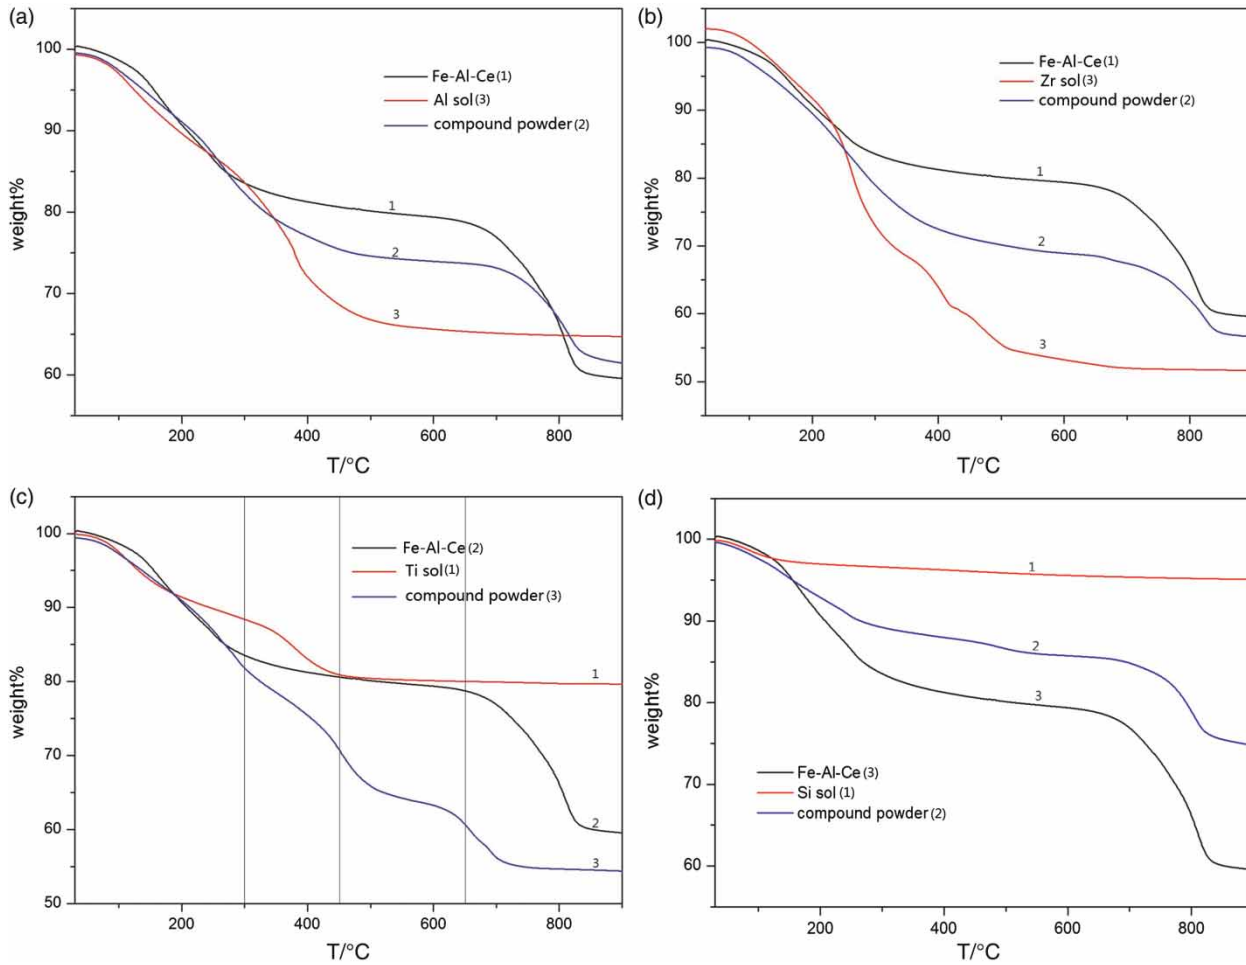 (a)
100
90
80
70
60
weight%
200
400
600
800
T/°C
Fe-Al-Ce(1)
Al sol(3)
compound powder(2)
1
2
3
(b)
100
90
80
70
60
50
weight%
200
400
600
800
T/°C
Fe-Al-Ce(1)
Zr sol(3)
compound powder(2)
1
2
3
(c)
100
90
80
70
60
50
weight%
200
400
600
800
T/°C
Fe-Al-Ce(2)
Ti sol(1)
compound powder(3)
1
2
3
(d)
100
90
80
70
60
weight%
200
400
600
800
T/°C
1
2
3
Fe-Al-Ce(3)
Si sol(1)
compound powder(2)